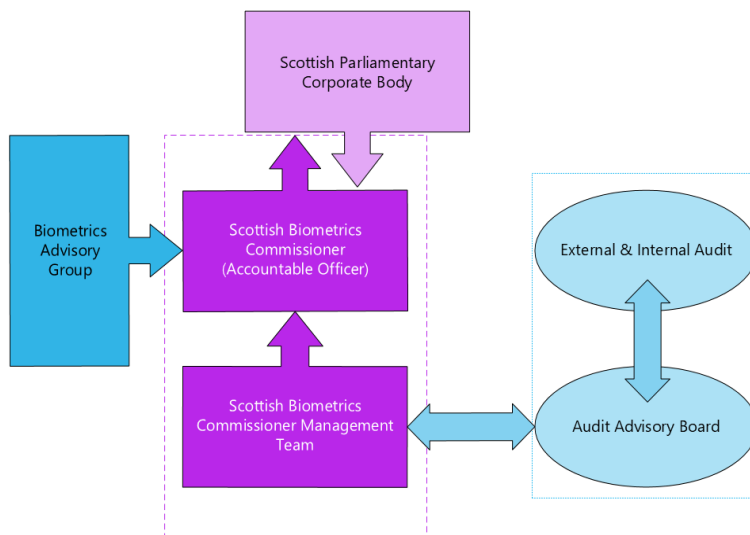 Scottish Parliamentary
Corporate Body
Biometrics
Advisory
Group
Scottish Biometrics
Commissioner
(Accountable Officer)
External & Internal Audit
Scottish Biometrics
Commissioner Management
Team
Audit Advisory Board